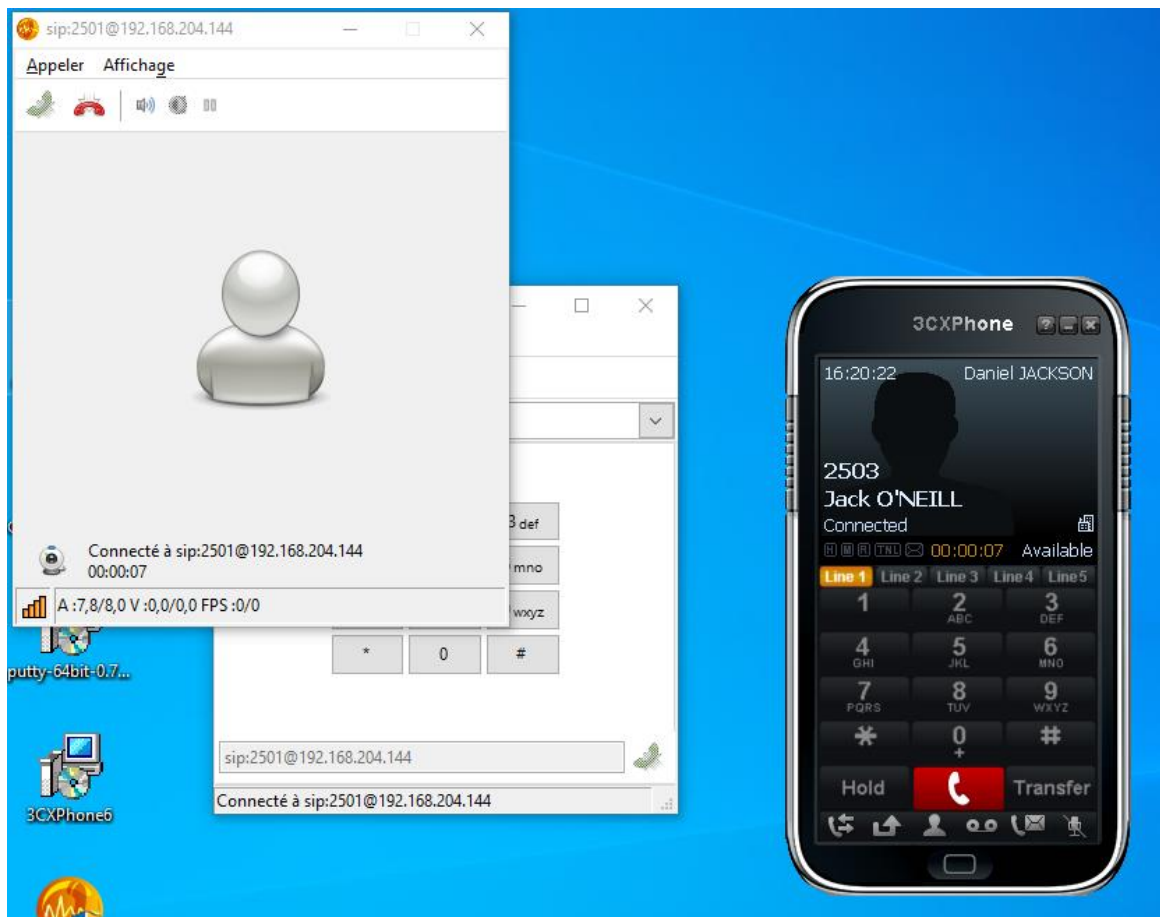 sip:2501@192.168.204.144
Appeler Affichage
Connecté à sip:2501@192.168.204.144
00:00:07
A :7,8/8,0 V :0,0/0,0 FPS :0/0
3 def
mno
wxyz
* 0 #
sip:2501@192.168.204.144
Connecté à sip:2501@192.168.204.144
putty-64bit-0.7...
3CXPhone6
3CXPhone
16:20:22 Daniel JACKSON
2503
Jack O'NEILL
Connected
H M R TNL 00:00:07 Available
Line 1 Line 2 Line 3 Line 4 Line 5
1 2 3
ABC DEF
4 5 6
GHI JKL MNO
7 8 9
PQRS TUV WXYZ
* 0 #
+
Hold Transfer